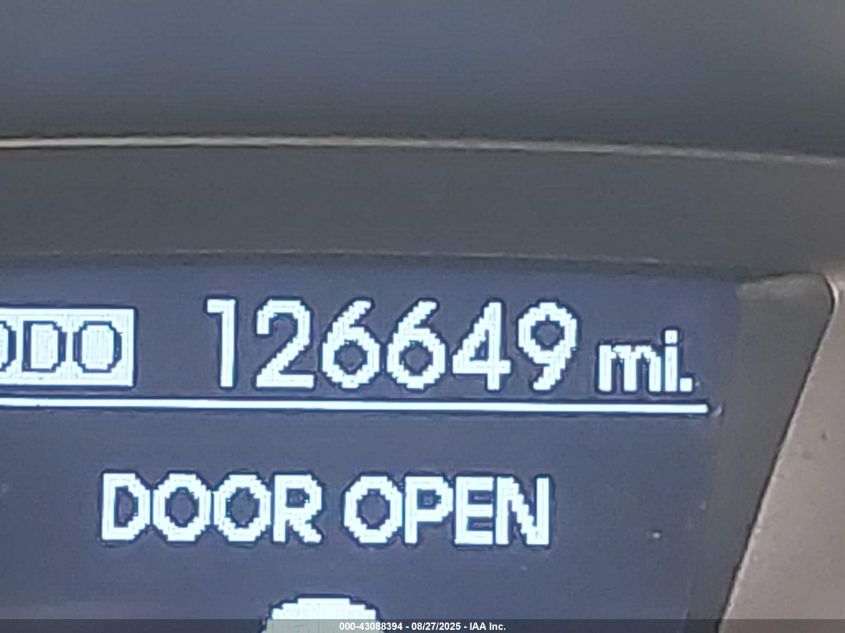 ODO 126649 mi.
DOOR OPEN
000-43088394 - 08/27/2025 - IAA Inc.